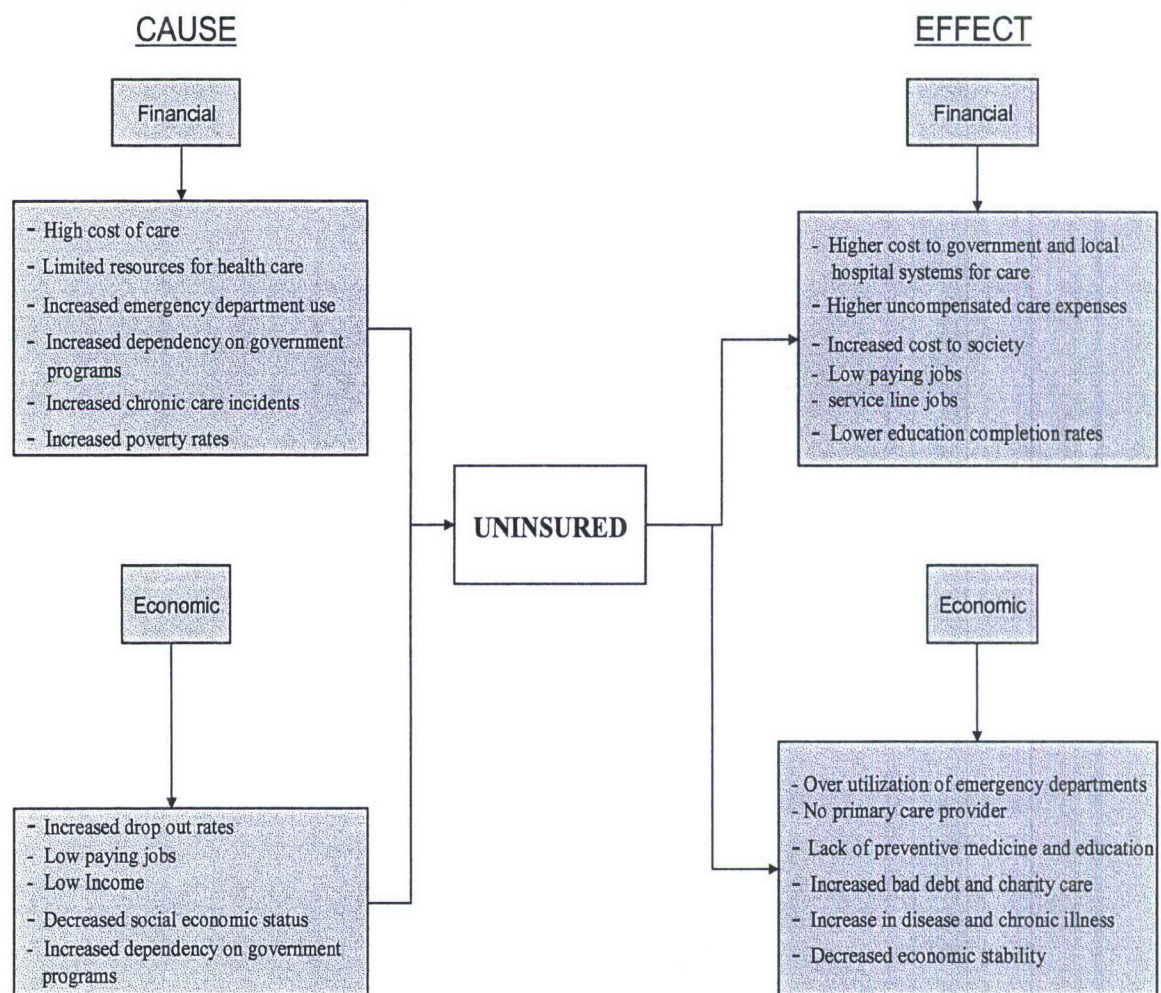 CAUSE
Financial
- High cost of care
- Limited resources for health care
- Increased emergency department use
- Increased dependency on government
programs
- Increased chronic care incidents
- Increased poverty rates
Economic
- Increased drop out rates
- Low paying jobs
- Low Income
- Decreased social economic status
- Increased dependency on government
programs
UNINSURED
EFFECT
Financial
- Higher cost to government and local
hospital systems for care
- Higher uncompensated care expenses
- Increased cost to society
- Low paying jobs
- service line jobs
- Lower education completion rates
Economic
- Over utilization of emergency departments
- No primary care provider
- Lack of preventive medicine and education
- Increased bad debt and charity care
- Increase in disease and chronic illness
- Decreased economic stability